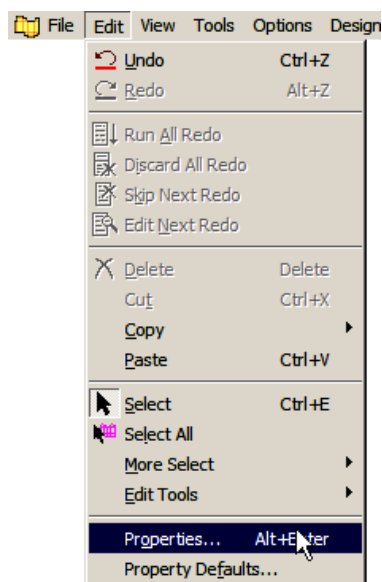 File Edit View Tools Options Design
Undo Ctrl+Z
Redo Alt+Z
Run All Redo
Discard All Redo
Skip Next Redo
Edit Next Redo
Delete Delete
Cut Ctrl+X
Copy
Paste Ctrl+V
Select Ctrl+E
Select All
More Select
Edit Tools
Properties... Alt+Enter
Property Defaults...